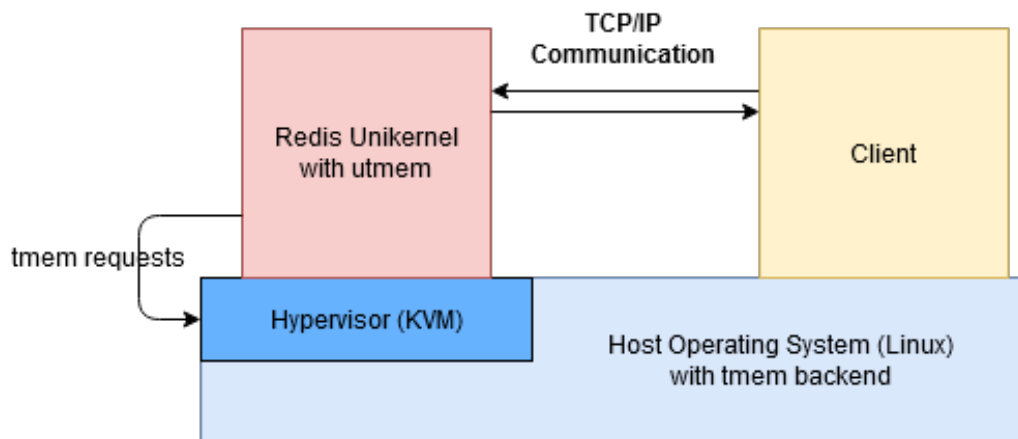 TCP/IP
Communication
Redis Unikernel
with utmem
Client
tmem requests
Hypervisor (KVM)
Host Operating System (Linux)
with tmem backend